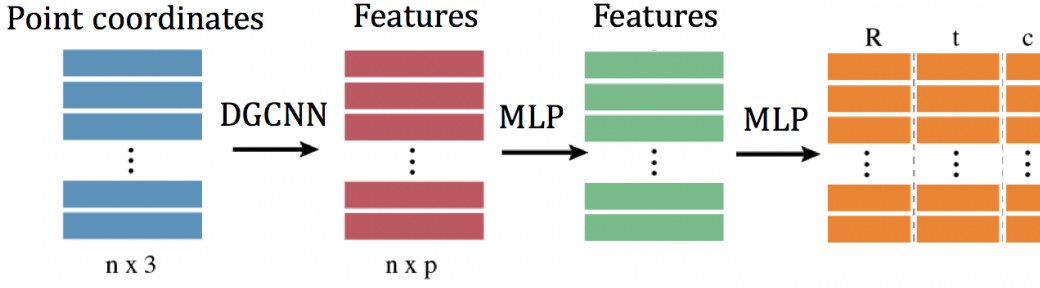 Point coordinates
Features
Features
R t c
DGCNN
MLP
MLP
n x 3
n x p